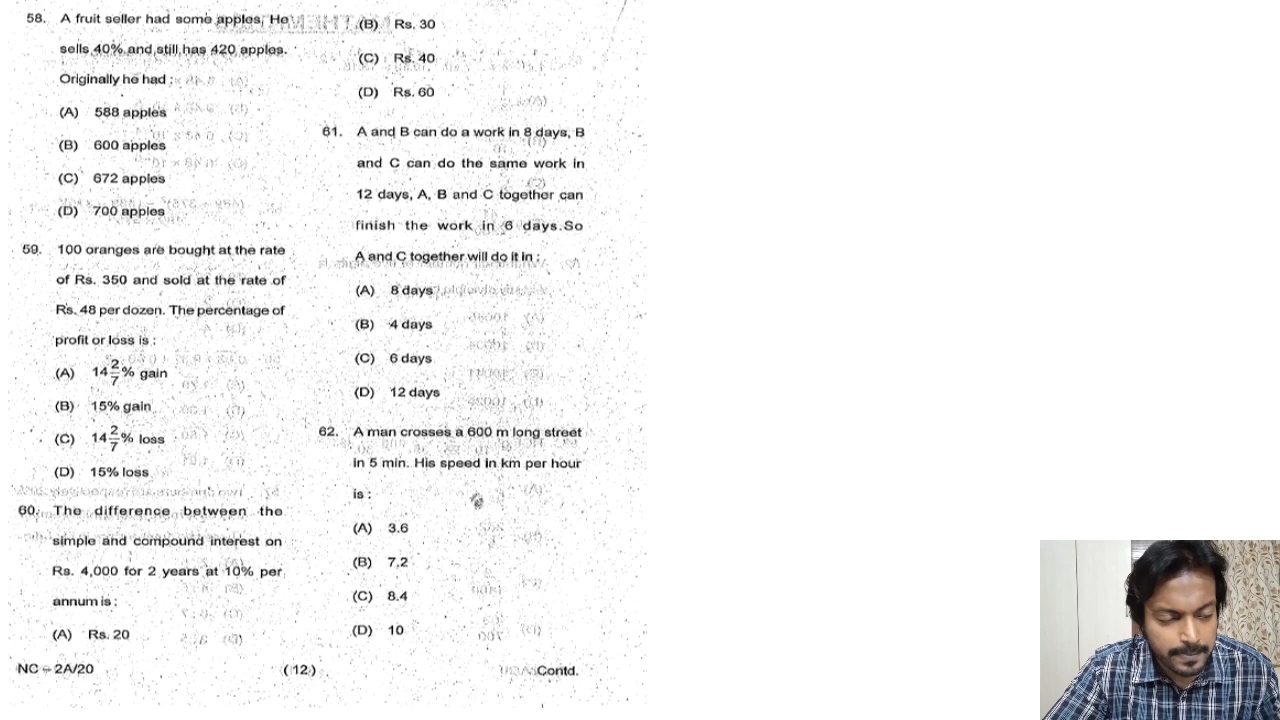 58. A fruit seller had some apples. He
sells 40% and still has 420 apples.
Originally he had :
(A) 588 apples
(B) 600 apples
(C) 672 apples
(D) 700 apples
59. 100 oranges are bought at the rate
of Rs. 350 and sold at the rate of
Rs. 48 per dozen. The percentage of
profit or loss is :
(A) 14 2/7 % gain
(B) 15% gain
(C) 14 2/7 % loss
(D) 15% loss
60. The difference between the
simple and compound interest on
Rs. 4,000 for 2 years at 10% per
annum is :
(A) Rs. 20
(B) Rs. 30
(C) Rs. 40
(D) Rs. 60
61. A and B can do a work in 8 days, B
and C can do the same work in
12 days, A, B and C together can
finish the work in 6 days. So
A and C together will do it in :
(A) 8 days
(B) 4 days
(C) 6 days
(D) 12 days
62. A man crosses a 600 m long street
in 5 min. His speed in km per hour
is :
(A) 3.6
(B) 7.2
(C) 8.4
(D) 10
NC – 2A/20 (12) Contd.